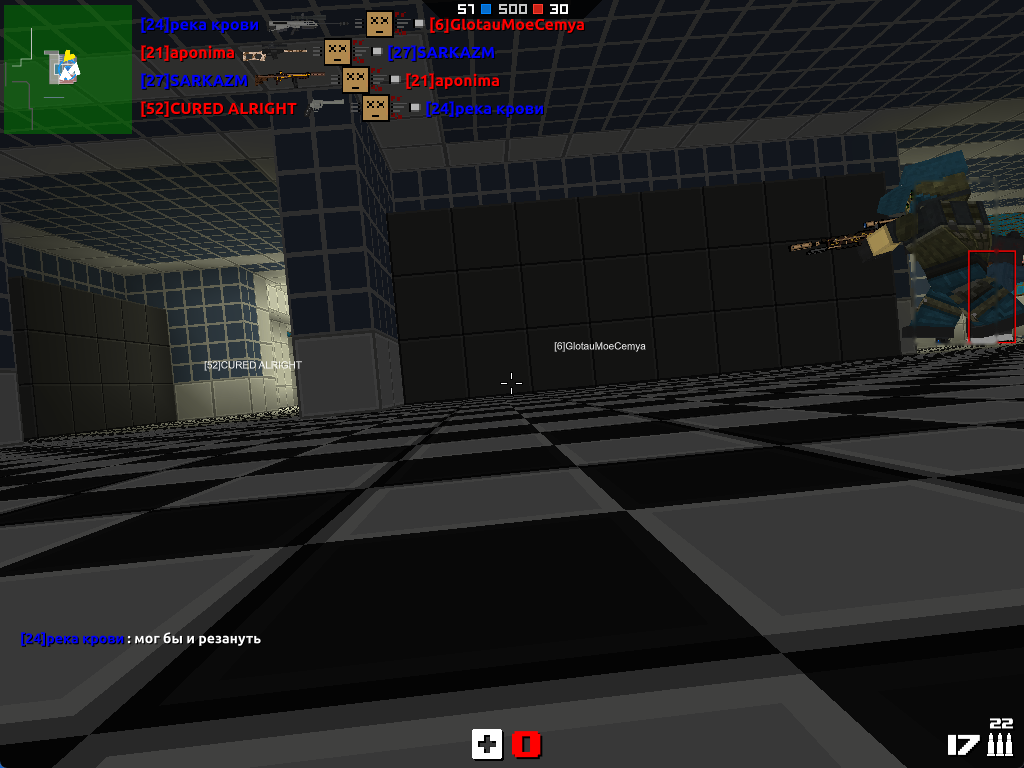 57 500 30
[24]река крови [6]GlotauMoeCemya
[21]aponima [27]SARKAZM
[27]SARKAZM [21]aponima
[52]CURED ALRIGHT [24]река крови
[6]GlotauMoeCemya
[52]CURED ALRIGHT
[24]река крови : мог бы и резануть
0
22
17